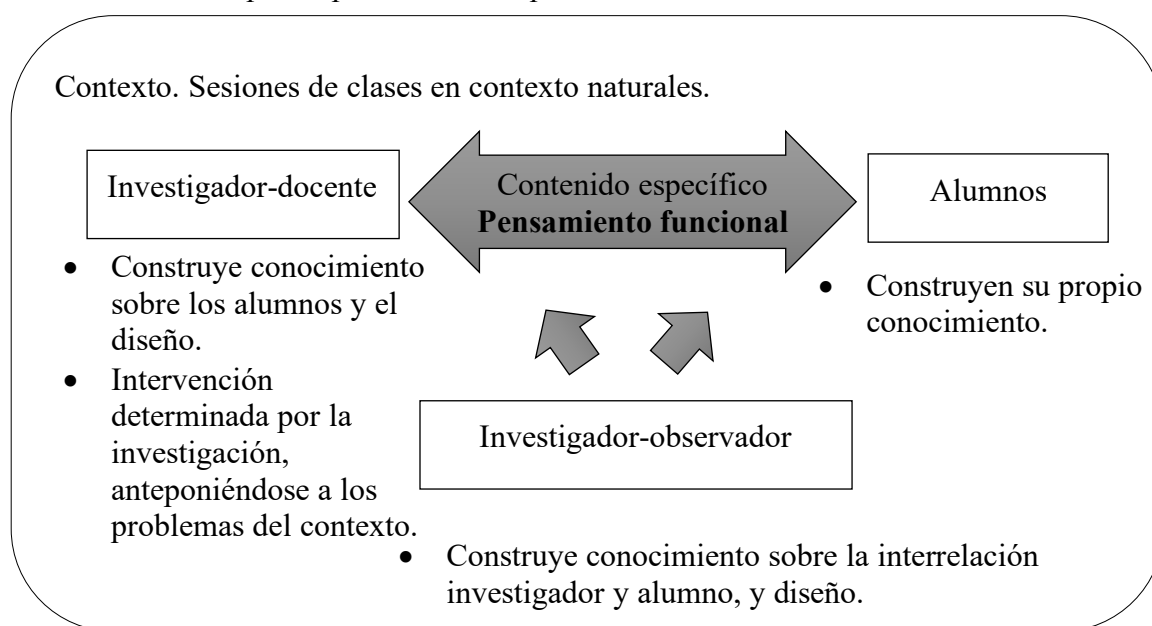 Contexto. Sesiones de clases en contexto naturales.
Investigador-docente
Contenido específico
Pensamiento funcional
Alumnos
• Construye conocimiento
sobre los alumnos y el
diseño.
• Intervención
determinada por la
investigación,
anteponiéndose a los
problemas del contexto.
• Construyen su propio
conocimiento.
Investigador-observador
• Construye conocimiento sobre la interrelación
investigador y alumno, y diseño.